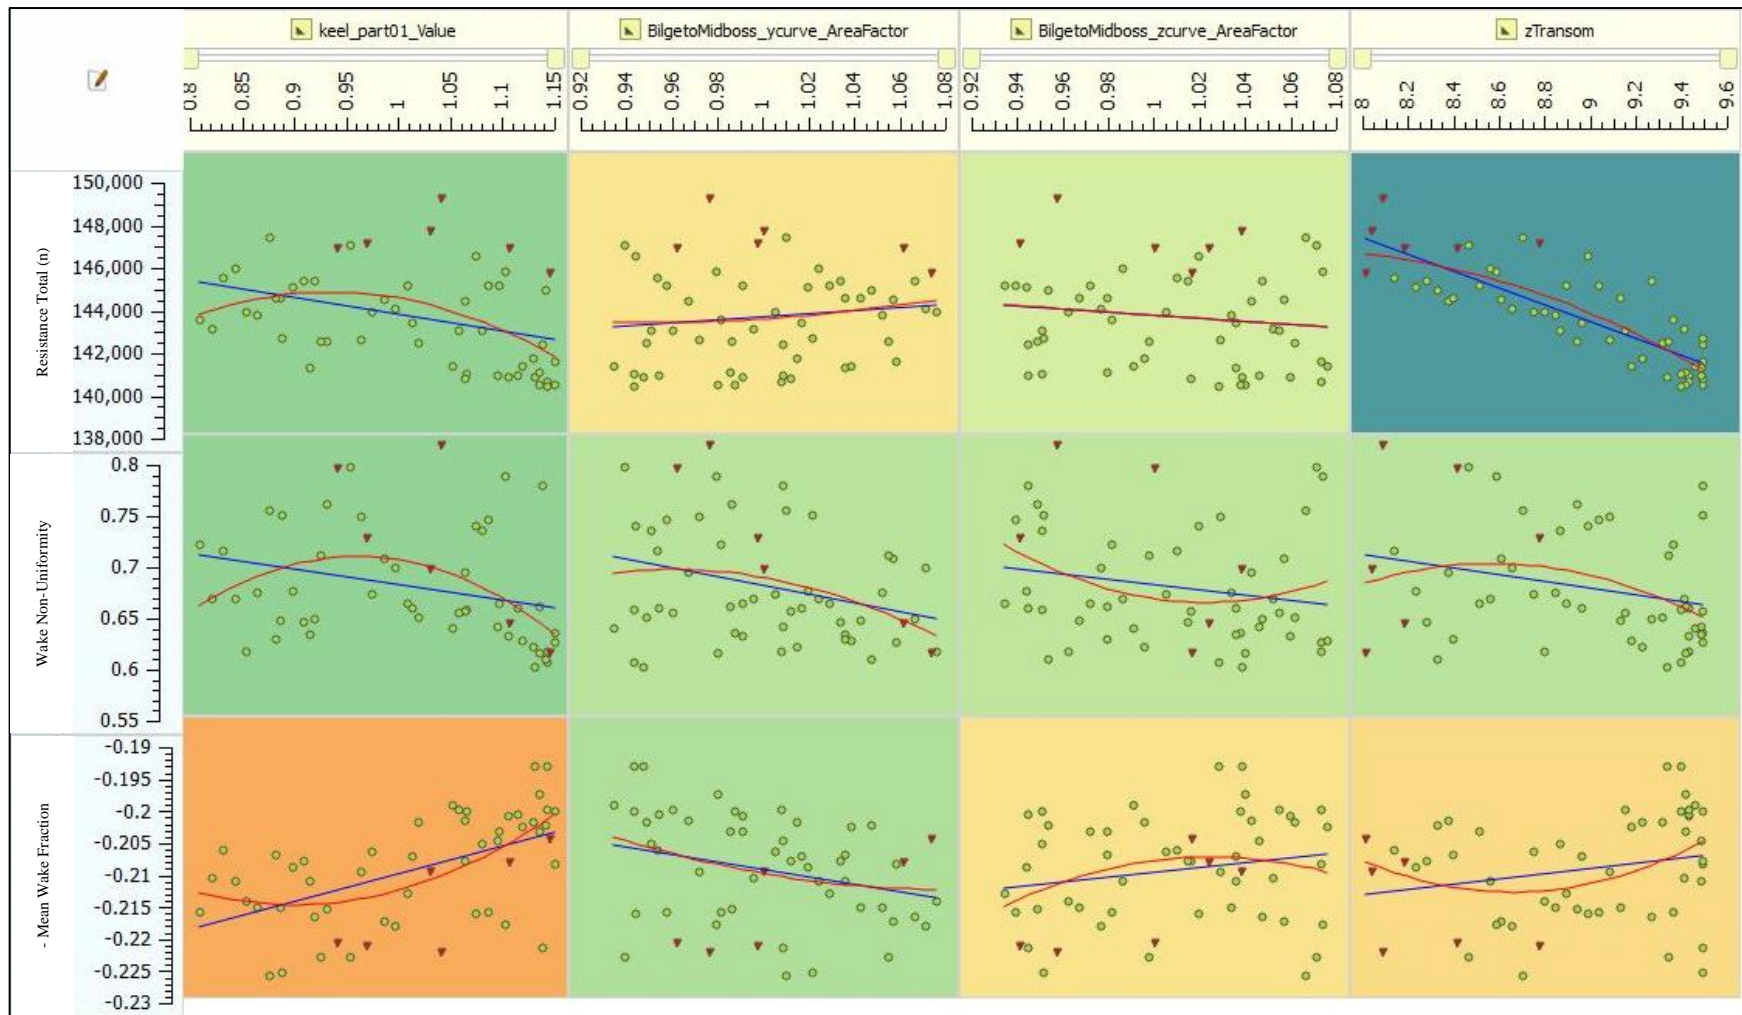 keel_part01_Value
BilgetoMidboss_ycurve_AreaFactor
BilgetoMidboss_zcurve_AreaFactor
zTransom
0.8 0.85 0.9 0.95 1 1.05 1.1 1.15
0.92 0.94 0.96 0.98 1 1.02 1.04 1.06 1.08
0.92 0.94 0.96 0.98 1 1.02 1.04 1.06 1.08
8 8.2 8.4 8.6 8.8 9 9.2 9.4 9.6
Resistance Total (n)
150,000
148,000
146,000
144,000
142,000
140,000
138,000
Wake Non-Uniformity
0.8
0.75
0.7
0.65
0.6
0.55
- Mean Wake Fraction
-0.19
-0.195
-0.2
-0.205
-0.21
-0.215
-0.22
-0.225
-0.23